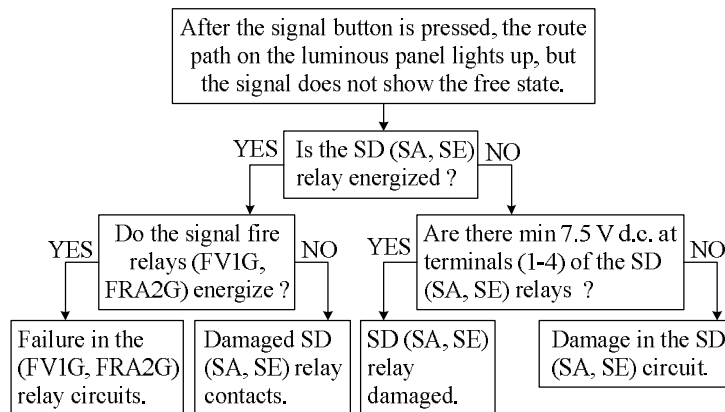 After the signal button is pressed, the route
path on the luminous panel lights up, but
the signal does not show the free state.
YES
Is the SD (SA, SE)
relay energized ?
NO
YES
Do the signal fire
relays (FV1G,
FRA2G) energize ?
NO
YES
Are there min 7.5 V d.c. at
terminals (1-4) of the SD
(SA, SE) relays ?
NO
Failure in the
(FV1G, FRA2G)
relay circuits.
Damaged SD
(SA, SE) relay
contacts.
SD (SA, SE)
relay
damaged.
Damage in the SD
(SA, SE) circuit.